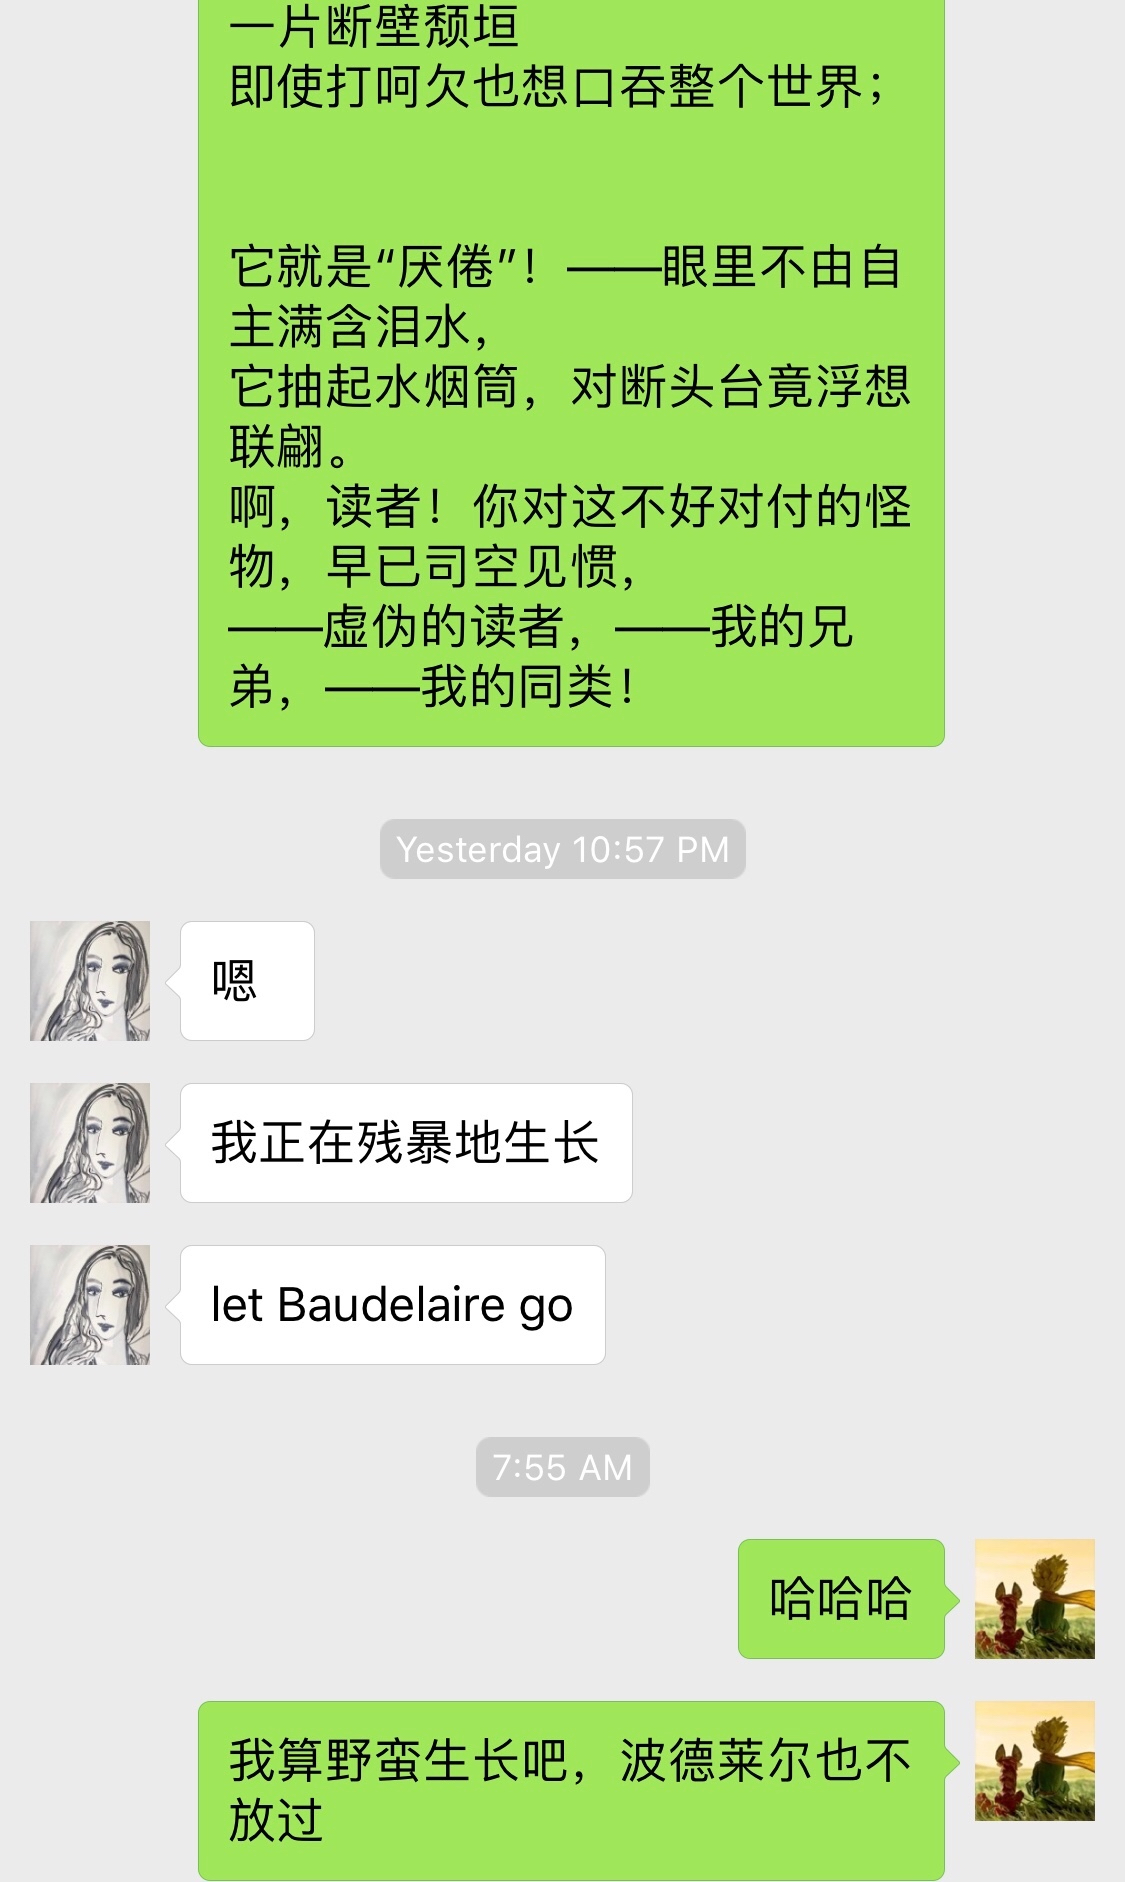 一片断壁颓垣
即使打呵欠也想口吞整个世界；
它就是“厌倦”！——眼里不由自
主满含泪水，
它抽起水烟筒，对断头台竟浮想
联翩。
啊，读者！你对这不好对付的怪
物，早已司空见惯，
——虚伪的读者，——我的兄
弟，——我的同类！
Yesterday 10:57 PM
嗯
我正在残暴地生长
let Baudelaire go
7:55 AM
哈哈哈
我算野蛮生长吧，波德莱尔也不
放过